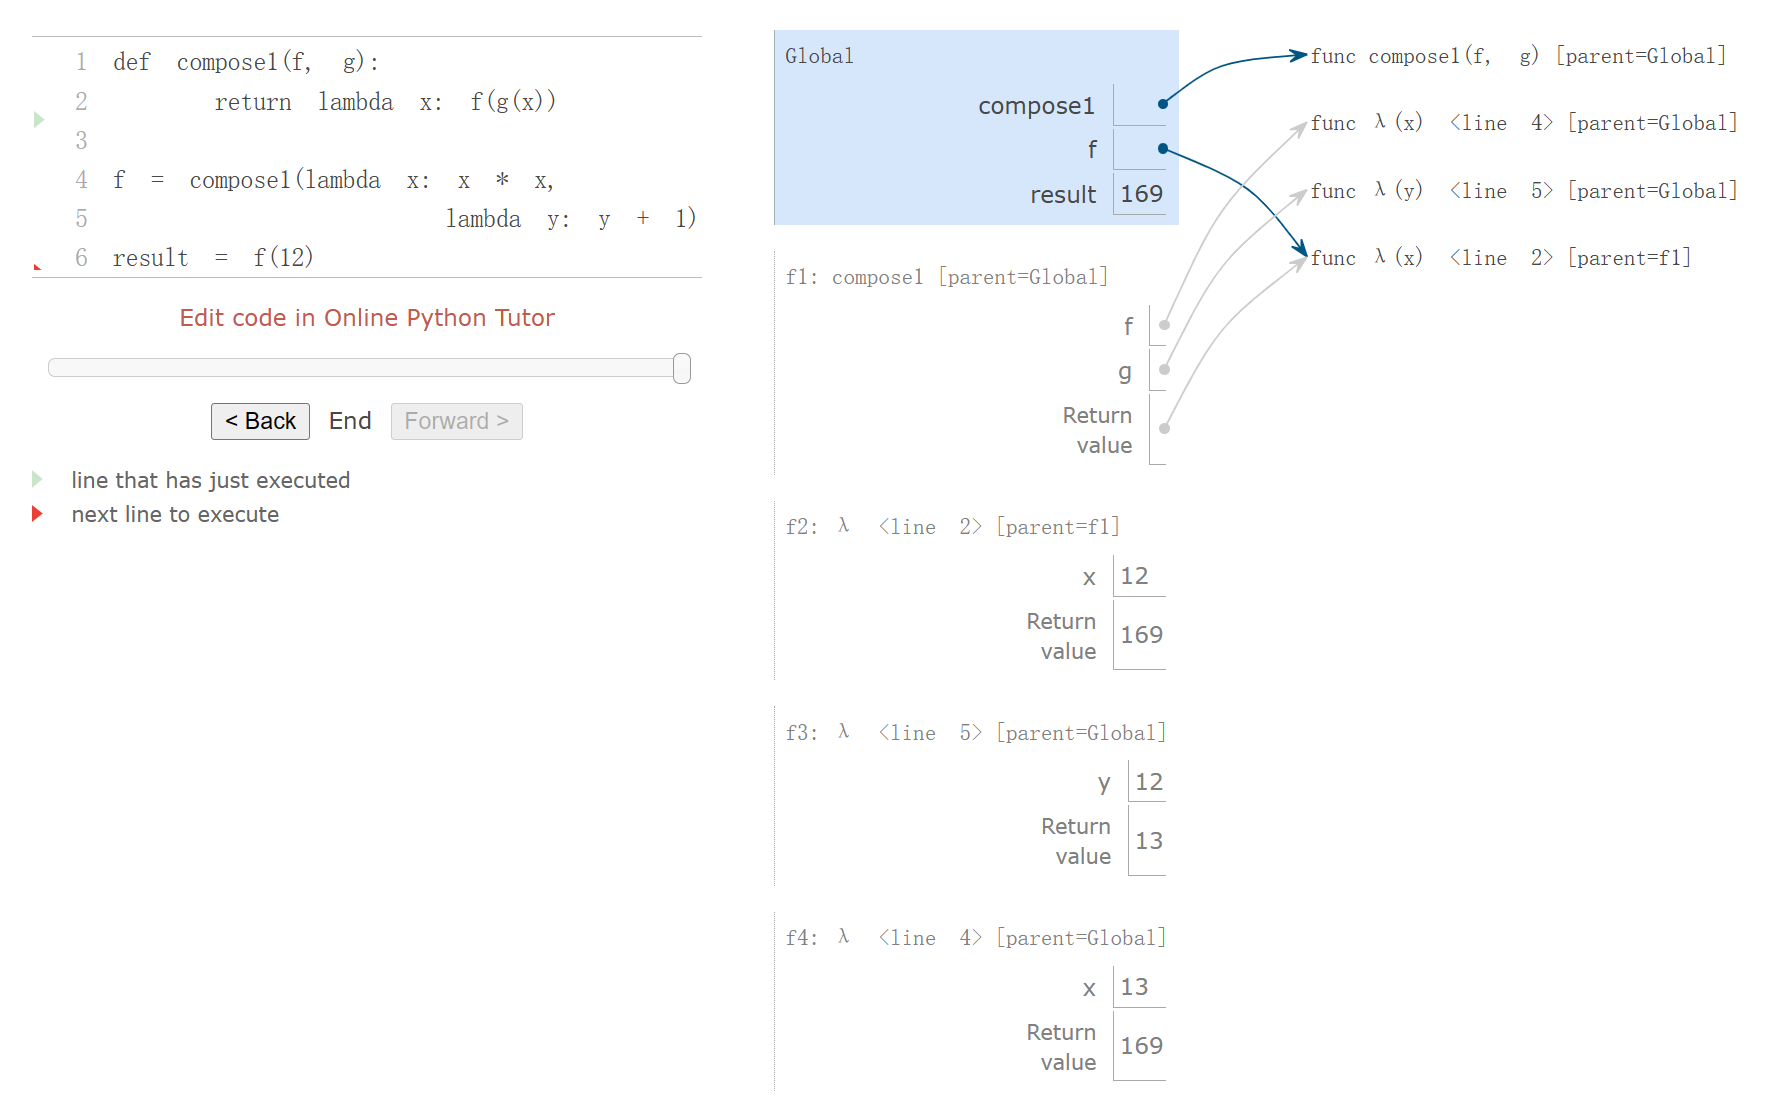 1 def compose1(f, g):
2 return lambda x: f(g(x))
3
4 f = compose1(lambda x: x * x,
5 lambda y: y + 1)
6 result = f(12)
Edit code in Online Python Tutor
< Back End Forward >
line that has just executed
next line to execute
Global
compose1
f
result 169
f1: compose1 [parent=Global]
f
g
Return
value
f2: λ <line 2> [parent=f1]
x 12
Return
value 169
f3: λ <line 5> [parent=Global]
y 12
Return
value 13
f4: λ <line 4> [parent=Global]
x 13
Return
value 169
func compose1(f, g) [parent=Global]
func λ(x) <line 4> [parent=Global]
func λ(y) <line 5> [parent=Global]
func λ(x) <line 2> [parent=f1]